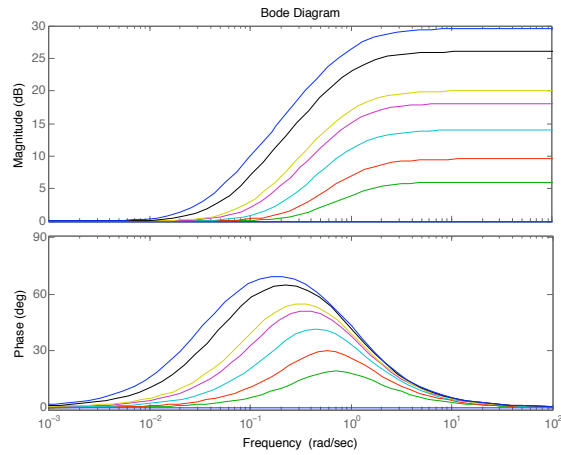 Bode Diagram
Magnitude (dB)
30
25
20
15
10
5
0
Phase (deg)
90
60
30
0
10^-3 10^-2 10^-1 10^0 10^1 10^2
Frequency (rad/sec)